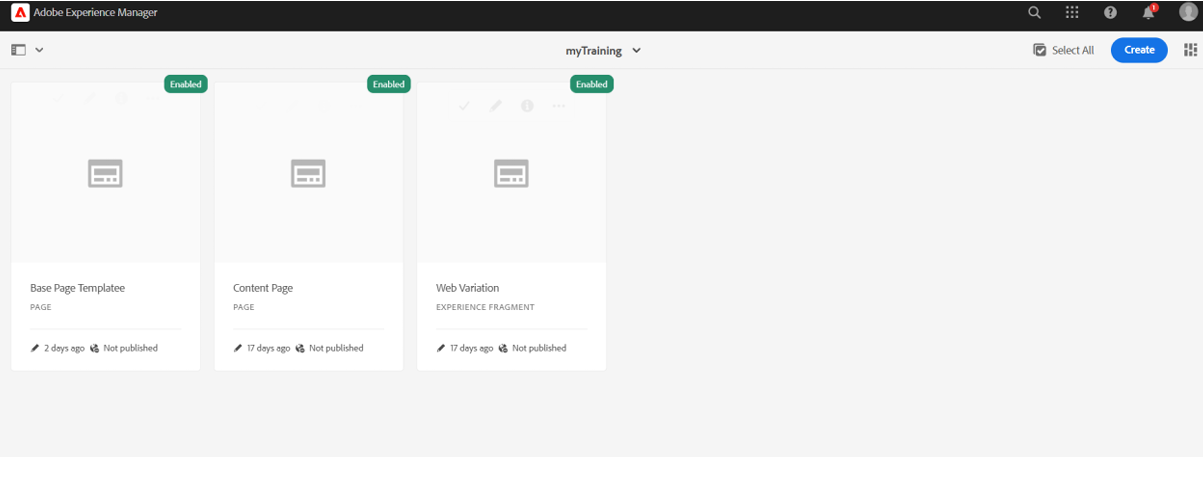 Adobe Experience Manager
1
myTraining
Select All
Create
Enabled
Enabled
Enabled
Base Page Templatee
PAGE
2 days ago Not published
Content Page
PAGE
17 days ago Not published
Web Variation
EXPERIENCE FRAGMENT
17 days ago Not published